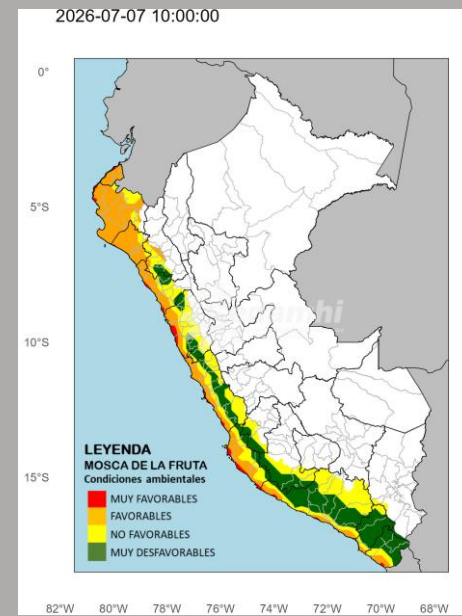 2026-07-07 10:00:00
0°
5°S
10°S
15°S
LEYENDA
MOSCA DE LA FRUTA
Condiciones ambientales
MUY FAVORABLES
FAVORABLES
NO FAVORABLES
MUY DESFAVORABLES
82°W 80°W 78°W 76°W 74°W 72°W 70°W 68°W